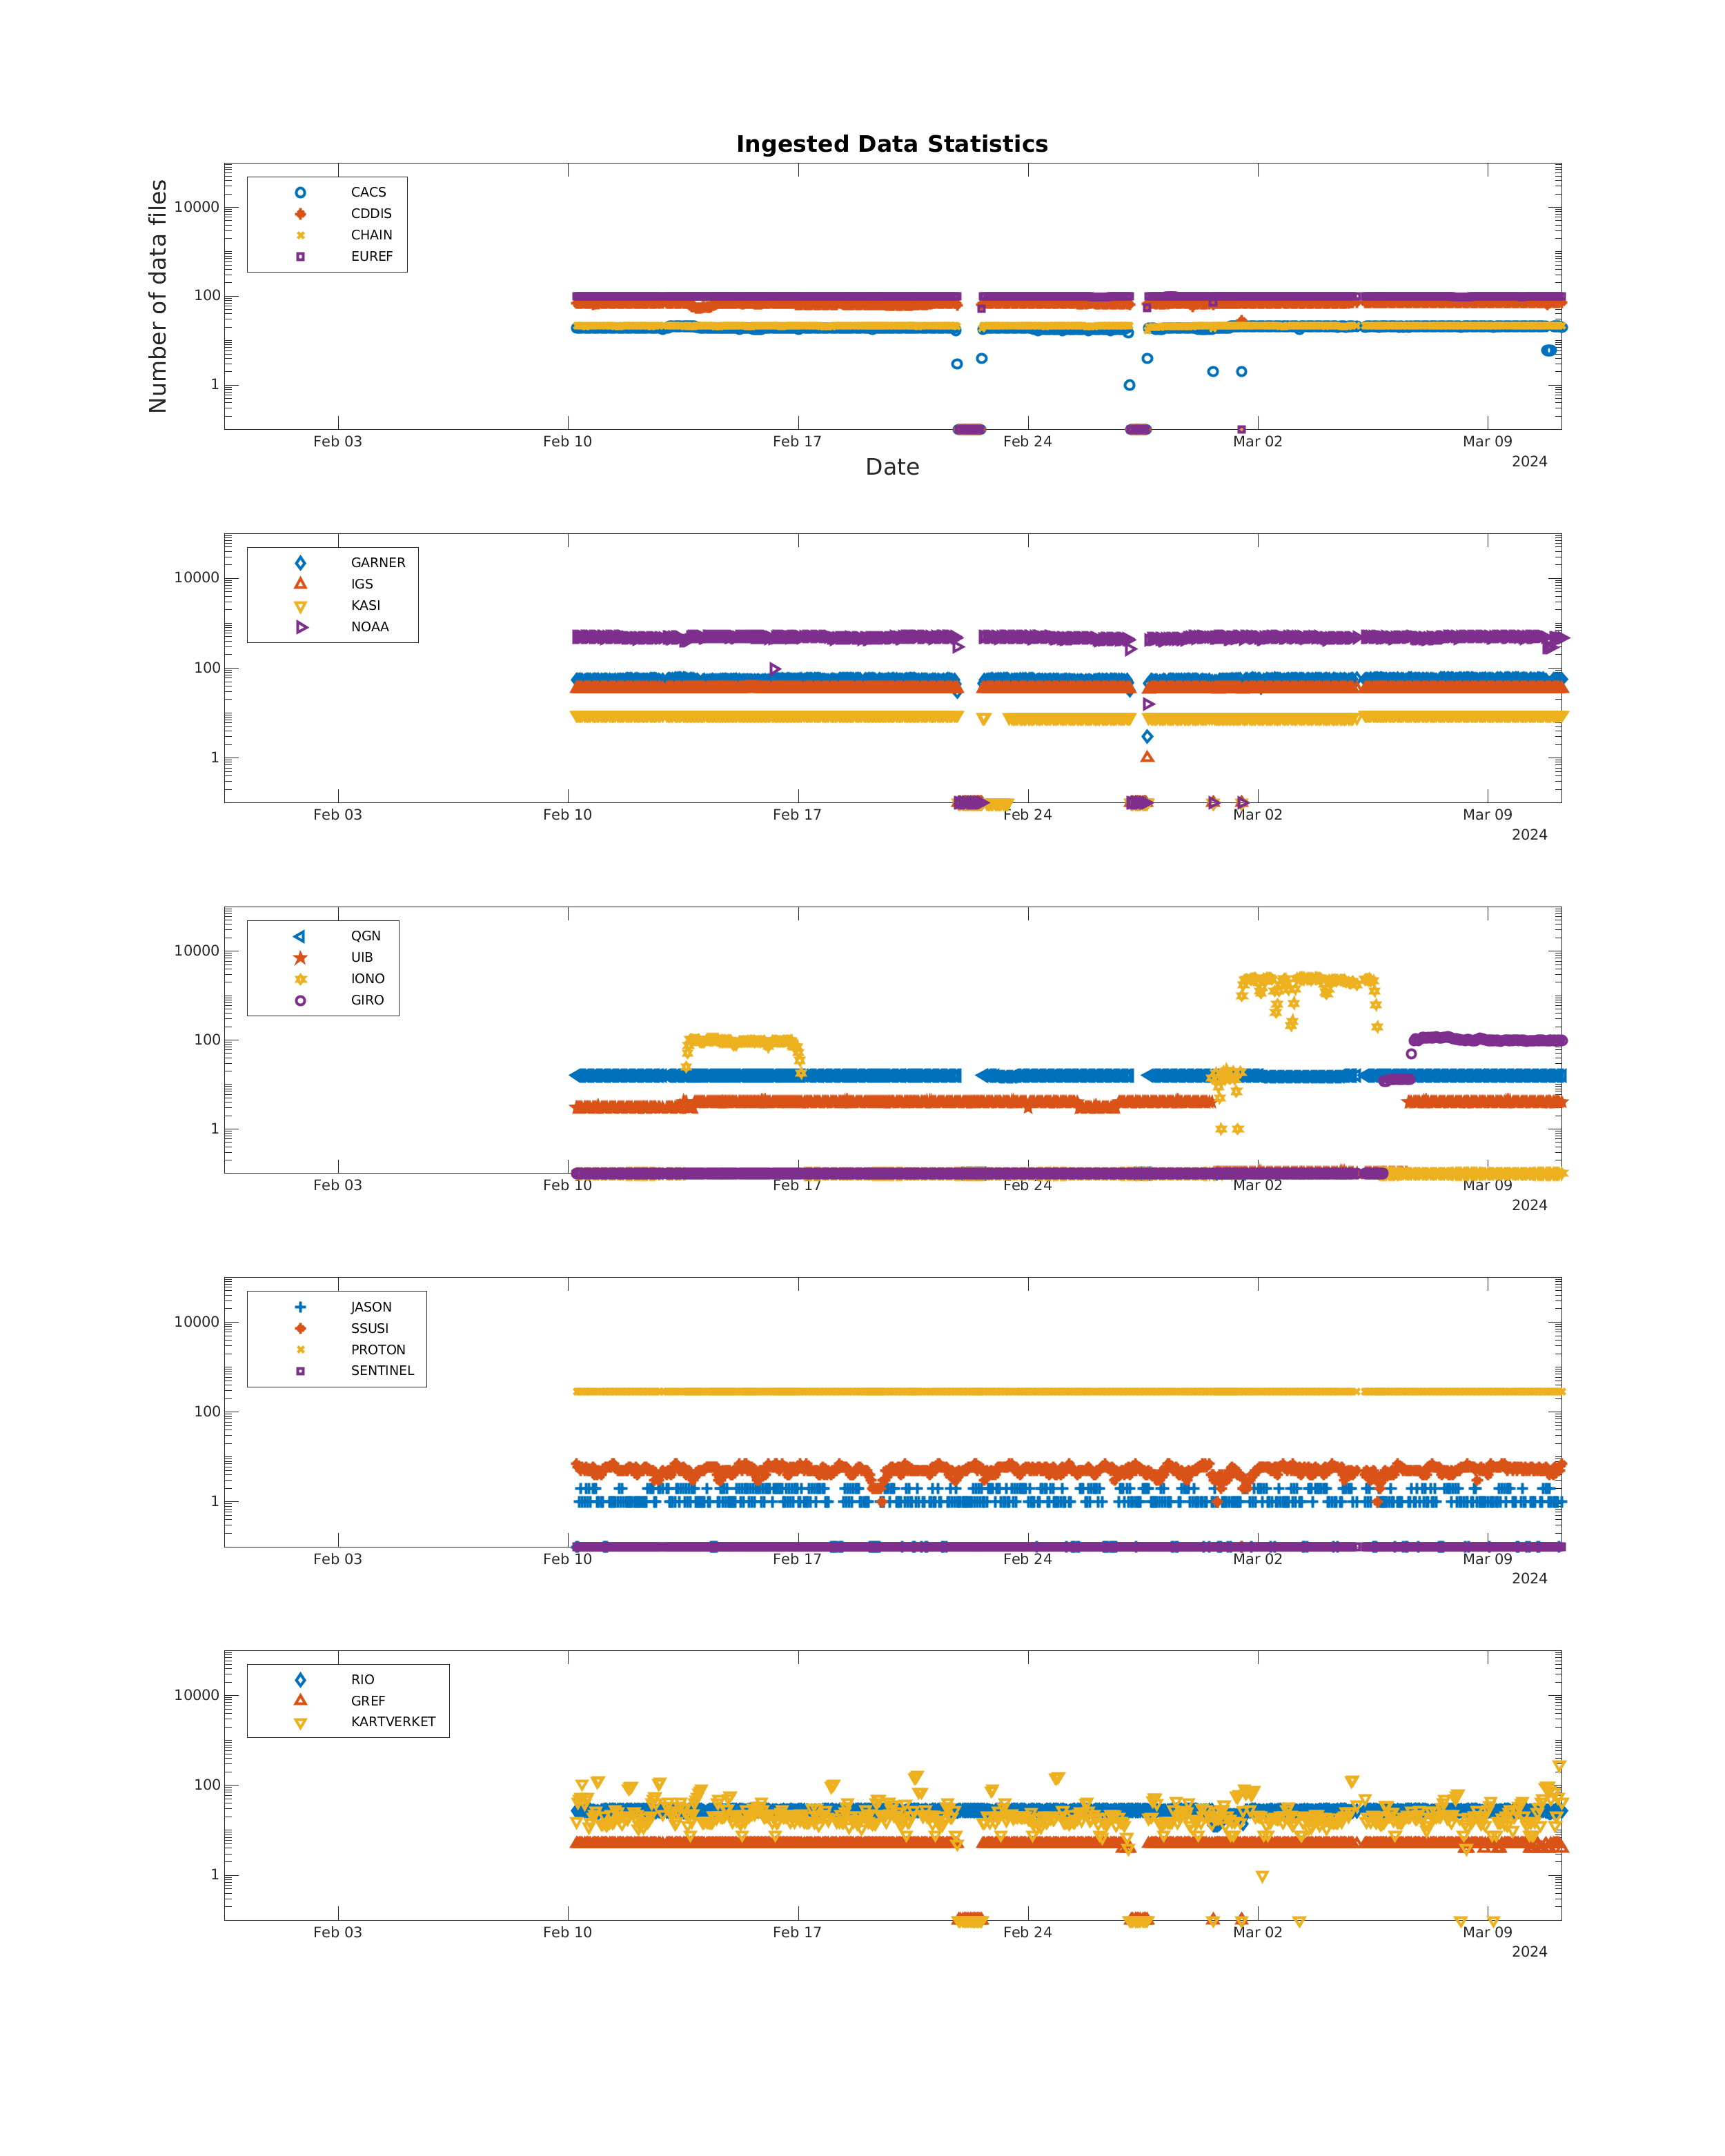 Ingested Data Statistics
Number of data files
10000
100
1
CACS
CDDIS
CHAIN
EUREF
Feb 03 Feb 10 Feb 17 Feb 24 Mar 02 Mar 09
2024
Date
10000
100
1
GARNER
IGS
KASI
NOAA
Feb 03 Feb 10 Feb 17 Feb 24 Mar 02 Mar 09
2024
10000
100
1
QGN
UIB
IONO
GIRO
Feb 03 Feb 10 Feb 17 Feb 24 Mar 02 Mar 09
2024
10000
100
1
JASON
SSUSI
PROTON
SENTINEL
Feb 03 Feb 10 Feb 17 Feb 24 Mar 02 Mar 09
2024
10000
100
1
RIO
GREF
KARTVERKET
Feb 03 Feb 10 Feb 17 Feb 24 Mar 02 Mar 09
2024